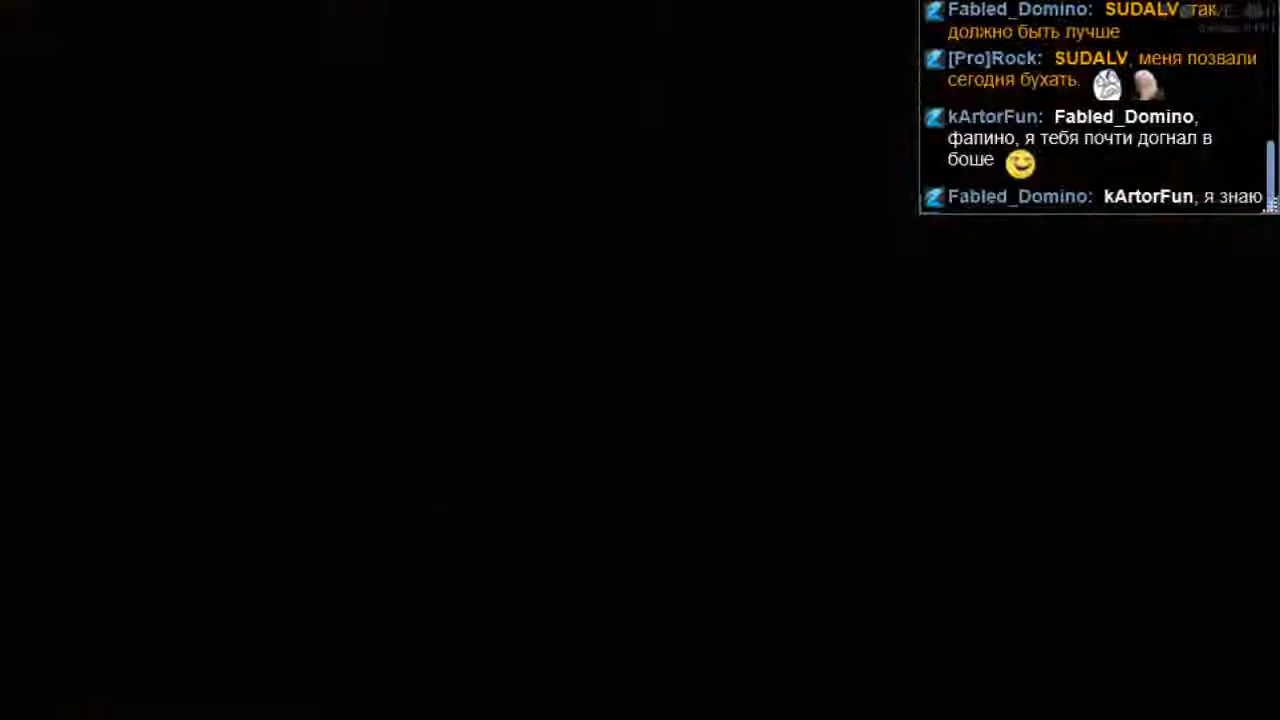 Fabled_Domino: SUDALV, так
должно быть лучше
[Pro]Rock: SUDALV, меня позвали
сегодня бухать.
kArtorFun: Fabled_Domino,
фапино, я тебя почти догнал в
боше
Fabled_Domino: kArtorFun, я знаю